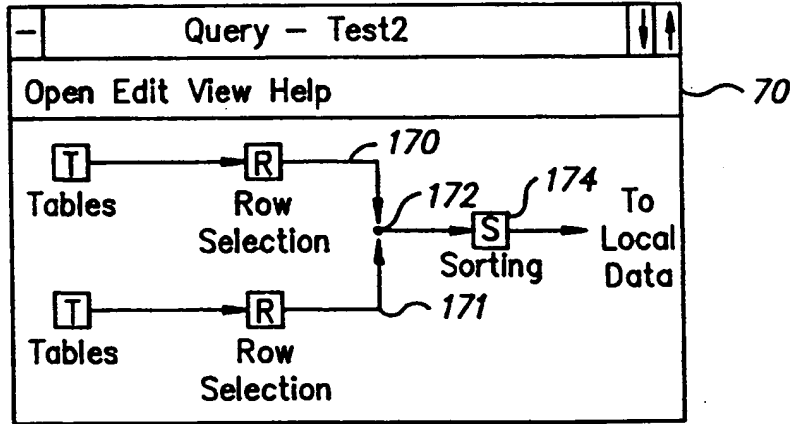 Query - Test2
Open Edit View Help
70
T
Tables
R
Row
Selection
170
172
S
Sorting
174
To
Local
Data
T
Tables
R
Row
Selection
171